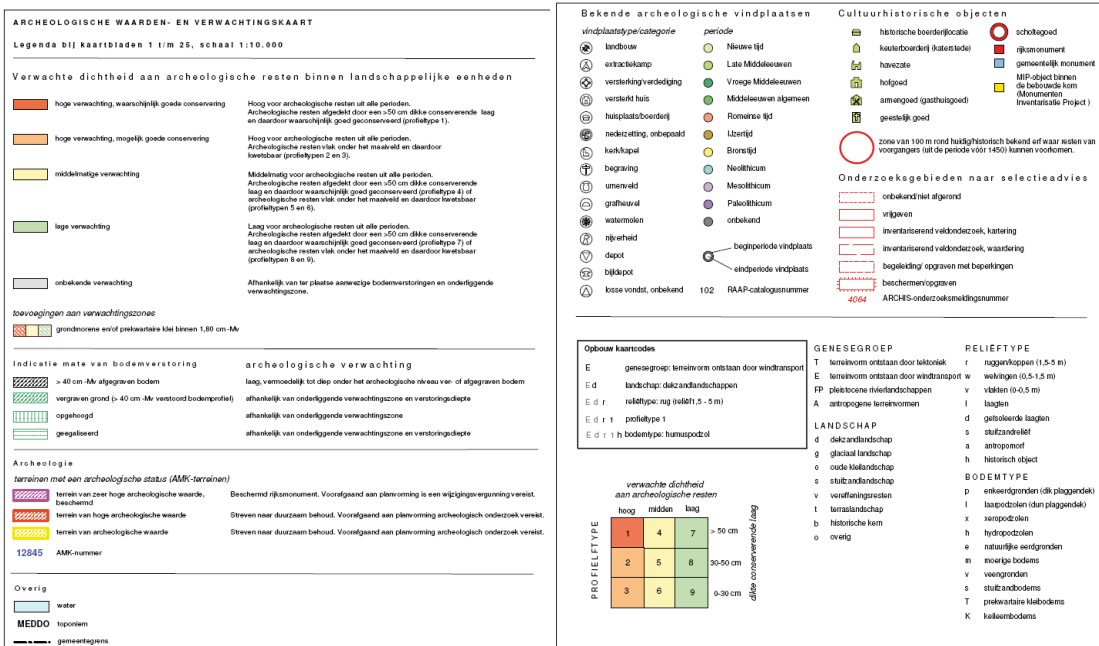 ARCHEOLOGISCHE WAARDEN- EN VERWACHTINGSKAART
Legenda bij kaartbladen 1 t/m 25, schaal 1:10.000
Verwachte dichtheid aan archeologische resten binnen landschappelijke eenheden
hoge verwachting, waarschijnlijk goede conservering
Hoog voor archeologische resten uit alle perioden.
Archeologische resten afgedekt door een >50 cm dikke conserverende laag
en daardoor waarschijnlijk goed geconserveerd (profieltype 1).
hoge verwachting, mogelijk goede conservering
Hoog voor archeologische resten uit alle perioden.
Archeologische resten vlak onder het maaiveld en daardoor
kwetsbaar (profieltypen 2 en 3).
middelmatige verwachting
Middelmatig voor archeologische resten uit alle perioden.
Archeologische resten afgedekt door een >50 cm dikke conserverende
laag en daardoor waarschijnlijk goed geconserveerd (profieltype 4) of
archeologische resten vlak onder het maaiveld en daardoor kwetsbaar
(profieltypen 5 en 6).
lage verwachting
Laag voor archeologische resten uit alle perioden.
Archeologische resten afgedekt door een >50 cm dikke conserverende
laag en daardoor waarschijnlijk goed geconserveerd (profieltype 7) of
archeologische resten vlak onder het maaiveld en daardoor kwetsbaar
(profieltypen 8 en 9).
onbekende verwachting
Afhankelijk van ter plaatse aanwezige bodemverstoringen en onderliggende
verwachtingszone.
toevoegingen aan verwachtingszones
grondmorene en/of prekwartaire klei binnen 1,80 cm -Mv
Indicatie mate van bodemverstoring
archeologische verwachting
> 40 cm -Mv afgegraven bodem
laag, vermoedelijk tot diep onder het archeologische niveau ver- of afgegraven bodem
vergraven grond (> 40 cm -Mv verstoord bodemprofiel)
afhankelijk van onderliggende verwachtingszone en verstoringsdiepte
opgehoogd
afhankelijk van onderliggende verwachtingszone
geegaliseerd
afhankelijk van onderliggende verwachtingszone en verstoringsdiepte
Archeologie
terreinen met een archeologische status (AMK-terreinen)
terrein van zeer hoge archeologische waarde,
beschermd
Beschermd rijksmonument. Voorafgaand aan planvorming is een wijzigingsvergunning vereist.
terrein van hoge archeologische waarde
Streven naar duurzaam behoud. Voorafgaand aan planvorming archeologisch onderzoek vereist.
terrein van archeologische waarde
Streven naar duurzaam behoud. Voorafgaand aan planvorming archeologisch onderzoek vereist.
12845 AMK-nummer
Overig
water
MEDDO toponiem
gemeentegrens
Bekende archeologische vindplaatsen
vindplaatstype/categorie
landbouw
extractiekamp
versterking/verdediging
versterkt huis
huisplaats/boerderij
nederzetting, onbepaald
kerk/kapel
begraving
urnenveld
grafheuvel
watermolen
nijverheid
depot
bijldepot
losse vondst, onbekend
periode
Nieuwe tijd
Late Middeleeuwen
Vroege Middeleeuwen
Middeleeuwen algemeen
Romeinse tijd
IJzertijd
Bronstijd
Neolithicum
Mesolithicum
Paleolithicum
onbekend
beginperiode vindplaats
eindperiode vindplaats
102 RAAP-catalogusnummer
Cultuurhistorische objecten
historische boerderijlocatie
keuterboerderij (katerstede)
havezate
hofgoed
armengoed (gasthuisgoed)
geestelijk goed
scholtegoed
rijksmonument
gemeentelijk monument
MIP-object binnen
de bebouwde kom
(Monumenten
Inventarisatie Project )
zone van 100 m rond huidig/historisch bekend erf waar resten van
voorgangers (uit de periode vóór 1450) kunnen voorkomen.
Onderzoeksgebieden naar selectieadvies
onbekend/niet afgerond
vrijgeven
inventariserend veldonderzoek, kartering
inventariserend veldonderzoek, waardering
begeleiding/ opgraven met beperkingen
beschermen/opgraven
4064 ARCHIS-onderzoeksmeldingsnummer
Opbouw kaartcodes
E genesegroep: terreinvorm ontstaan door windtransport
E d landschap: dekzandlandschappen
E d r reliëftype: rug (reliëf 1,5 - 5 m)
E d r 1 profieltype 1
E d r 1 h bodemtype: humuspodzol
verwachte dichtheid
aan archeologische resten
hoog midden laag
PROFIELFTYPE
1 4 7 > 50 cm
2 5 8 30-50 cm
3 6 9 0-30 cm
dikte conserverende laag
GENESEGROEP
T terreinvorm ontstaan door tektoniek
E terreinvorm ontstaan door windtransport
FP pleistocene rivierlandschappen
A antropogene terreinvormen
LANDSCHAP
d dekzandlandschap
g glaciaal landschap
o oude kleilandschap
s stuifzandlandschap
v vereffeningsresten
t terraslandschap
b historische kern
o overig
RELIËFTYPE
r ruggen/koppen (1,5-5 m)
w welvingen (0,5-1,5 m)
v vlakten (0-0,5 m)
l laagten
d geïsoleerde laagten
s stuifzandreliëf
a antropomorf
h historisch object
BODEMTYPE
p enkeerdgronden (dik plaggendek)
l laarpodzolen (dun plaggendek)
x xeropodzolen
h hydropodzolen
e natuurlijke eerdgronden
m moerige bodems
v veengronden
s stuifzandbodems
T prekwartaire kleibodems
K keileembodems